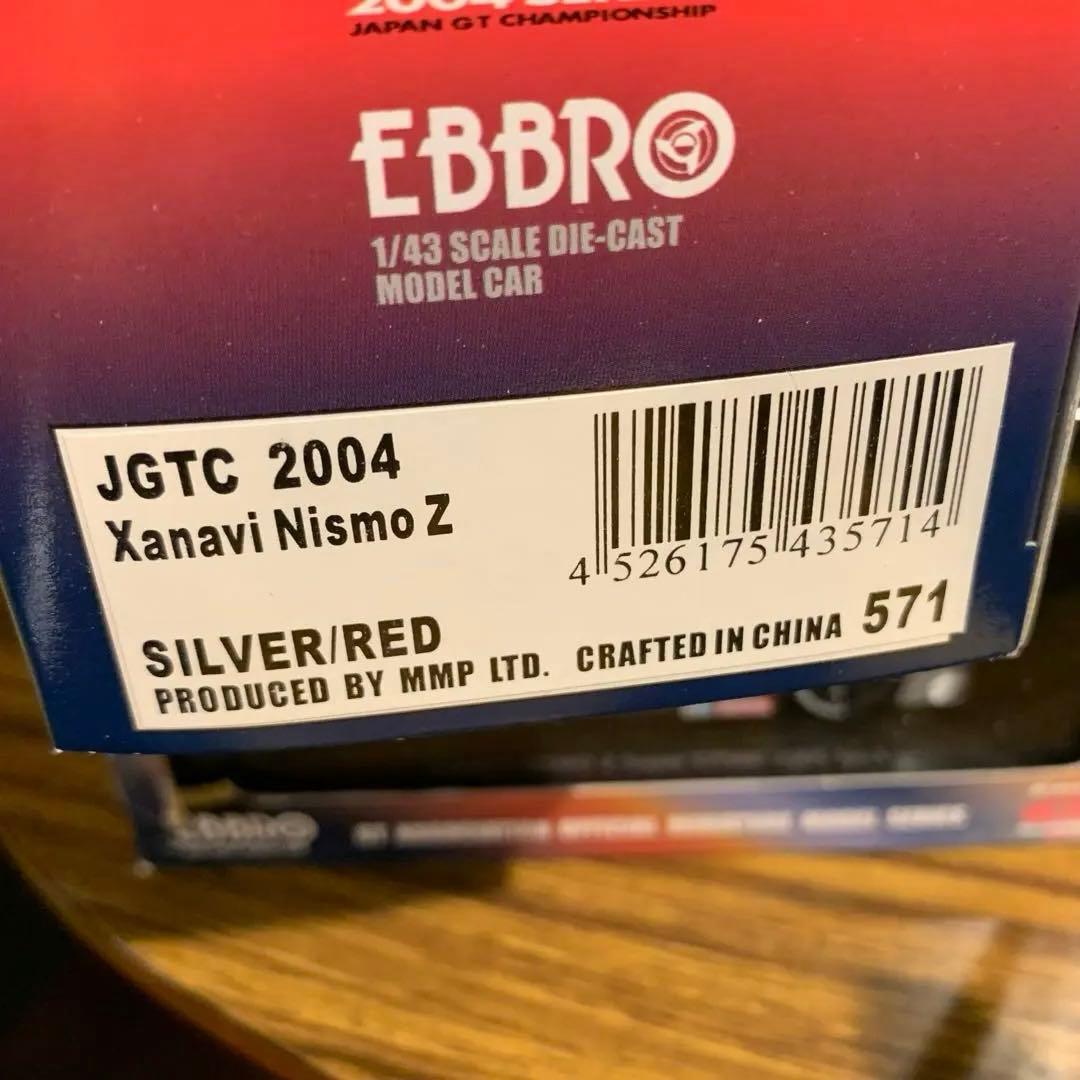 JAPAN GT CHAMPIONSHIP
EBBRO
1/43 SCALE DIE-CAST
MODEL CAR
JGTC 2004
Xanavi Nismo Z
4 526175 435714
SILVER/RED
571
PRODUCED BY MMP LTD. CRAFTED IN CHINA
EBBRO